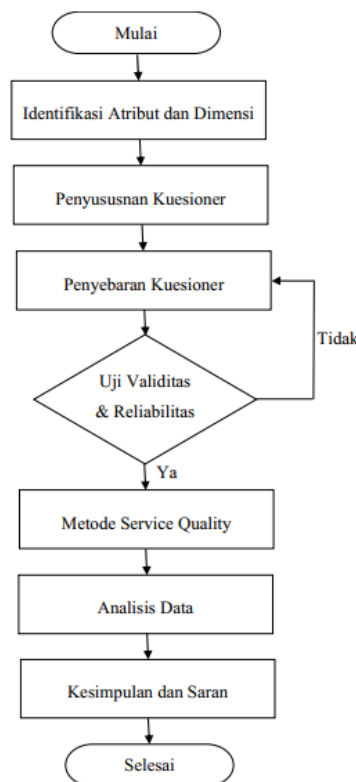 Mulai
Identifikasi Atribut dan Dimensi
Penyususnan Kuesioner
Penyebaran Kuesioner
Tidak
Uji Validitas
& Reliabilitas
Ya
Metode Service Quality
Analisis Data
Kesimpulan dan Saran
Selesai